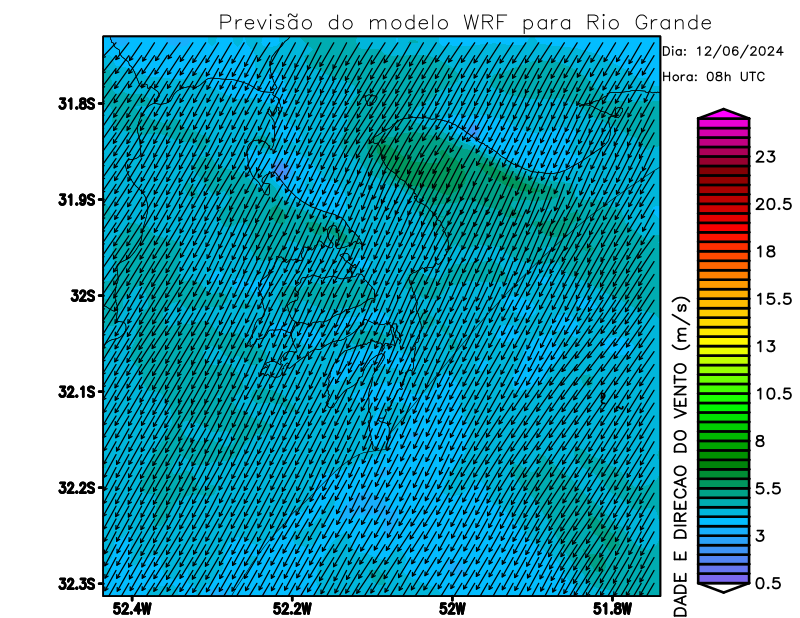 Previsão do modelo WRF para Rio Grande
Dia: 12/06/2024
Hora: 08h UTC
31.8S
31.9S
32S
32.1S
32.2S
32.3S
52.4W
52.2W
52W
51.8W
DADE E DIRECAO DO VENTO (m/s)
23
20.5
18
15.5
13
10.5
8
5.5
3
0.5